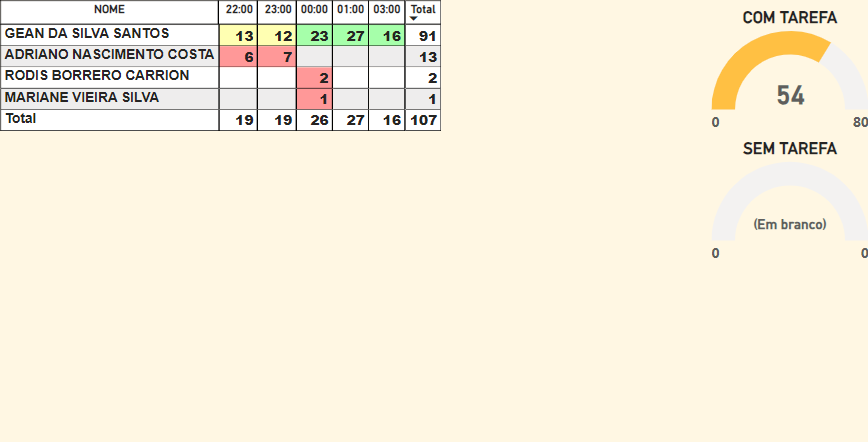 NOME 22:00 23:00 00:00 01:00 03:00 Total
GEAN DA SILVA SANTOS 13 12 23 27 16 91
ADRIANO NASCIMENTO COSTA 6 7 13
RODIS BORRERO CARRION 2 2
MARIANE VIEIRA SILVA 1 1
Total 19 19 26 27 16 107
COM TAREFA
54
0 80
SEM TAREFA
(Em branco)
0 0